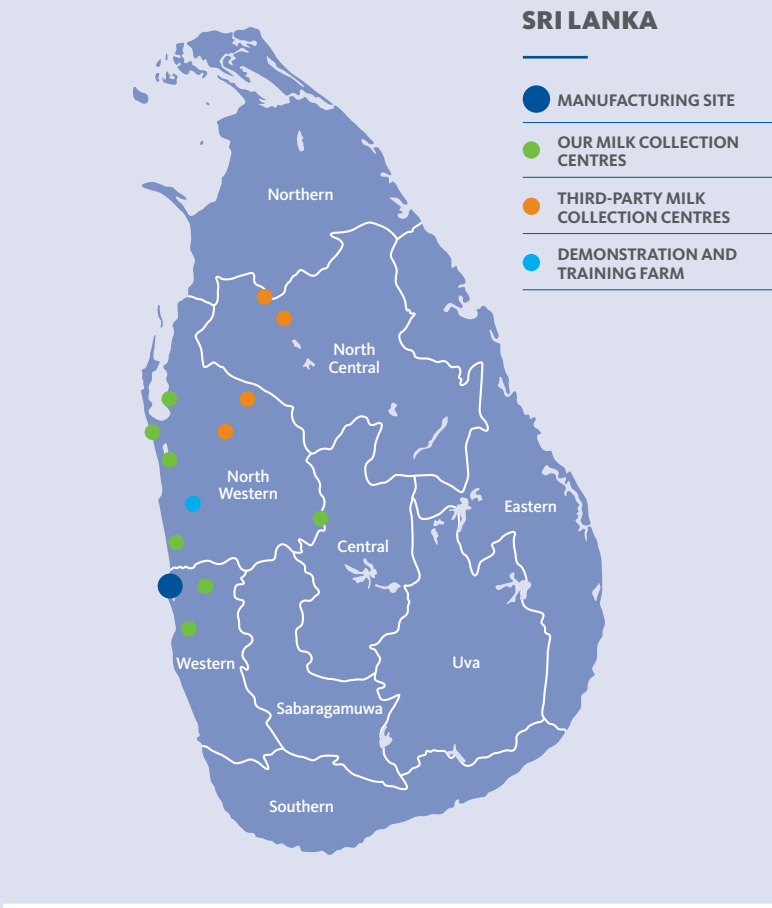 SRI LANKA
MANUFACTURING SITE
OUR MILK COLLECTION
CENTRES
THIRD-PARTY MILK
COLLECTION CENTRES
DEMONSTRATION AND
TRAINING FARM
Northern
North
Central
North
Western
Eastern
Central
Western
Uva
Sabaragamuwa
Southern